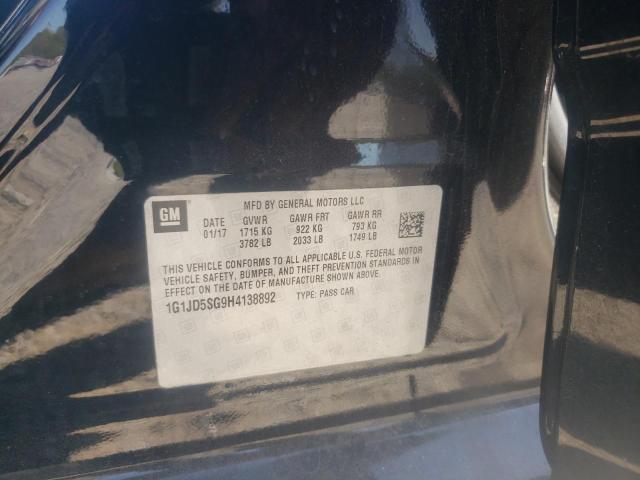 MFD BY GENERAL MOTORS LLC
GM DATE GVWR GAWR FRT GAWR RR
01/17 1715 KG 922 KG 793 KG
3782 LB 2033 LB 1749 LB
THIS VEHICLE CONFORMS TO ALL APPLICABLE U.S. FEDERAL MOTOR
VEHICLE SAFETY, BUMPER, AND THEFT PREVENTION STANDARDS IN
EFFECT ON THE DATE OF MANUFACTURE SHOWN ABOVE.
1G1JD5SG9H4138892 TYPE: PASS CAR